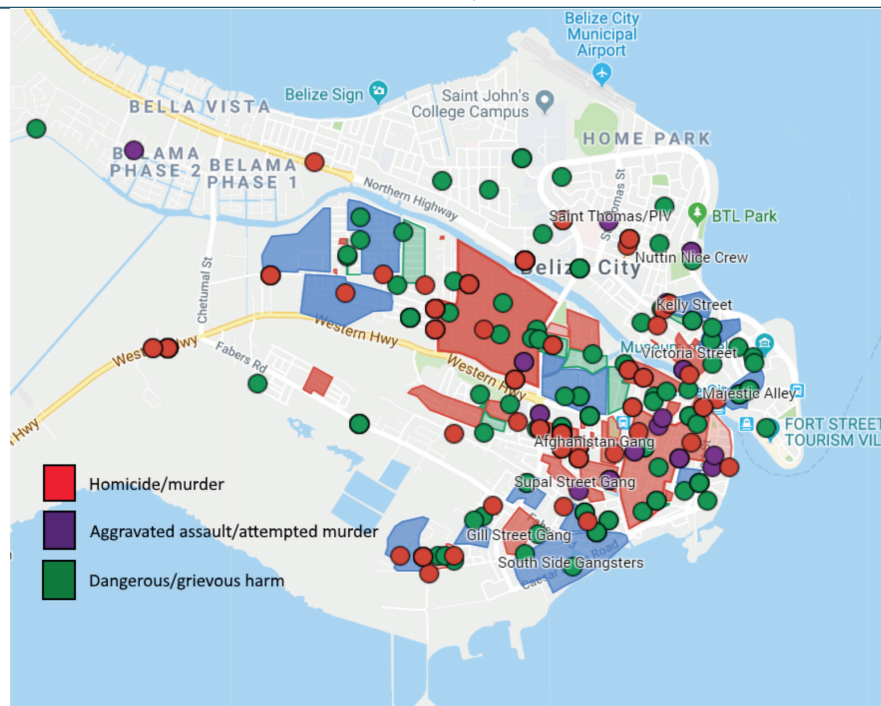 Belize City
Municipal
Airport
Belize Sign
Saint John's
College Campus
BELLA VISTA
HOME PARK
BELAMA
PHASE 2
BELAMA
PHASE 1
Northern Highway
Saint Thomas/PIV
BTL Park
Nuttin Nice Crew
Belize City
Chetumal St
Kelly Street
Western Hwy
Western Hwy
Western Hwy
Fabers Rd
Victoria Street
Majestic Alley
Hwy
FORT STREET
TOURISM VIL
Afghanistan Gang
Homicide/murder
Supal Street Gang
Aggravated assault/attempted murder
Gill Street Gang
South Side Gangsters
Dangerous/grievous harm
Road